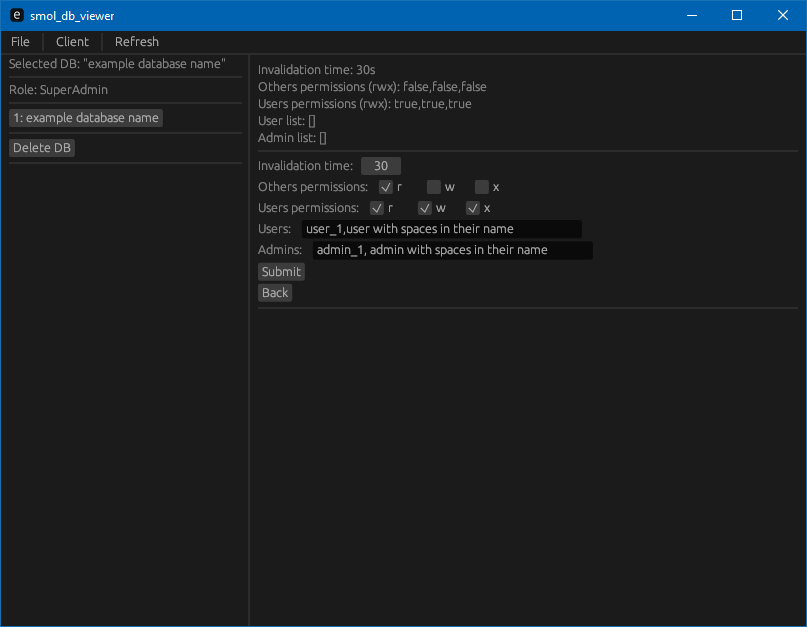 e smol_db_viewer
File Client Refresh
Selected DB: "example database name"
Role: SuperAdmin
1: example database name
Delete DB
Invalidation time: 30s
Others permissions (rwx): false,false,false
Users permissions (rwx): true,true,true
User list: []
Admin list: []
Invalidation time: 30
Others permissions: r w x
Users permissions: r w x
Users: user_1,user with spaces in their name
Admins: admin_1, admin with spaces in their name
Submit
Back